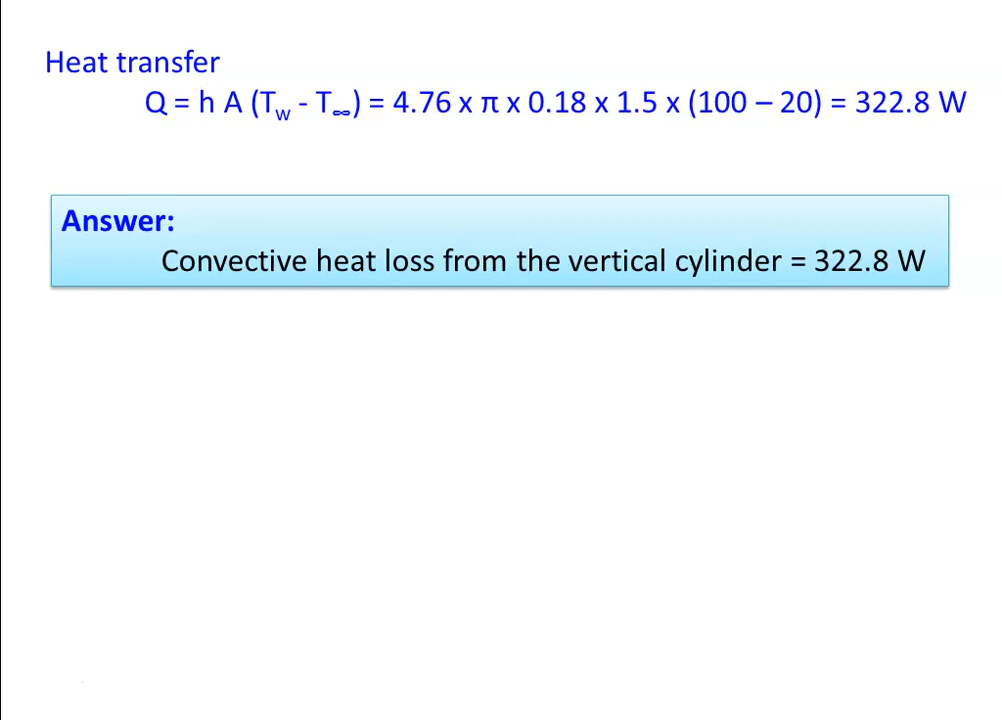 Heat transfer
Q = h A (Tw - T∞) = 4.76 x π x 0.18 x 1.5 x (100 – 20) = 322.8 W
Answer:
Convective heat loss from the vertical cylinder = 322.8 W